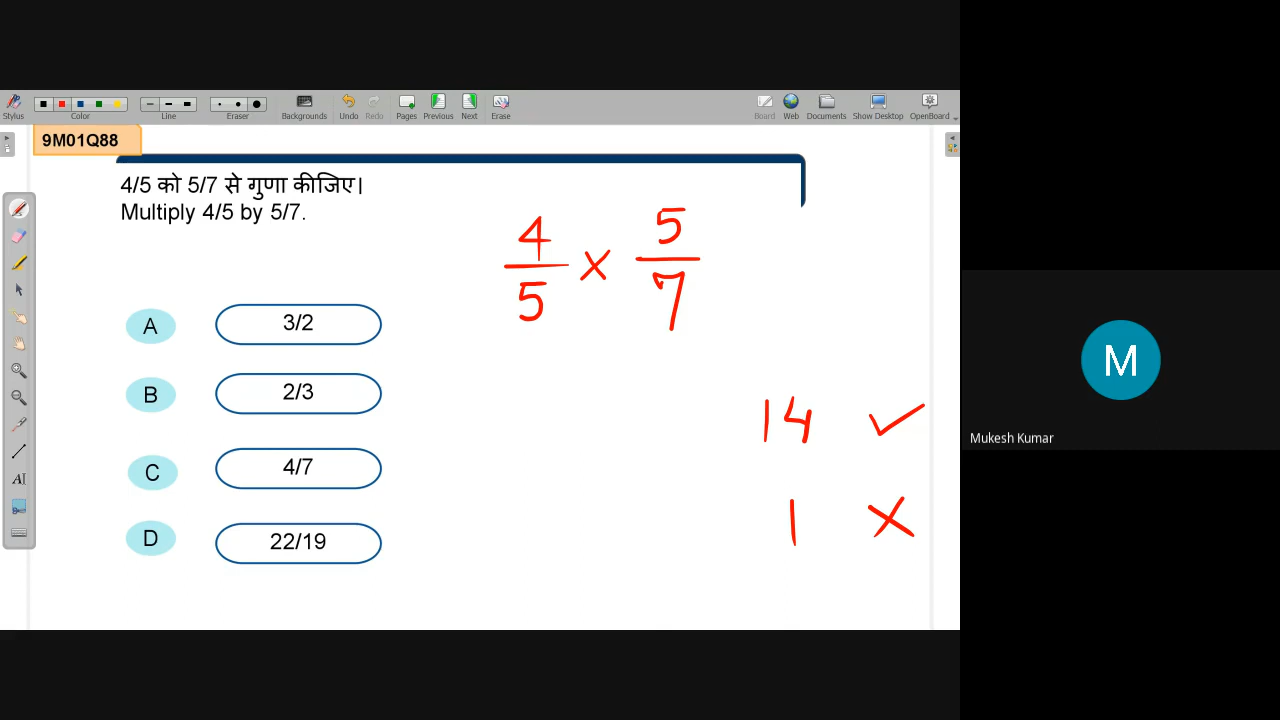 Stylus Color Line Eraser Backgrounds Undo Redo Pages Previous Next Erase Board Web Documents Show Desktop OpenBoard
9M01Q88
4/5 को 5/7 से गुणा कीजिए।
Multiply 4/5 by 5/7.
4/5 × 5/7
A 3/2
B 2/3
C 4/7
D 22/19
14 ✓
1 ×
AI
M
Mukesh Kumar